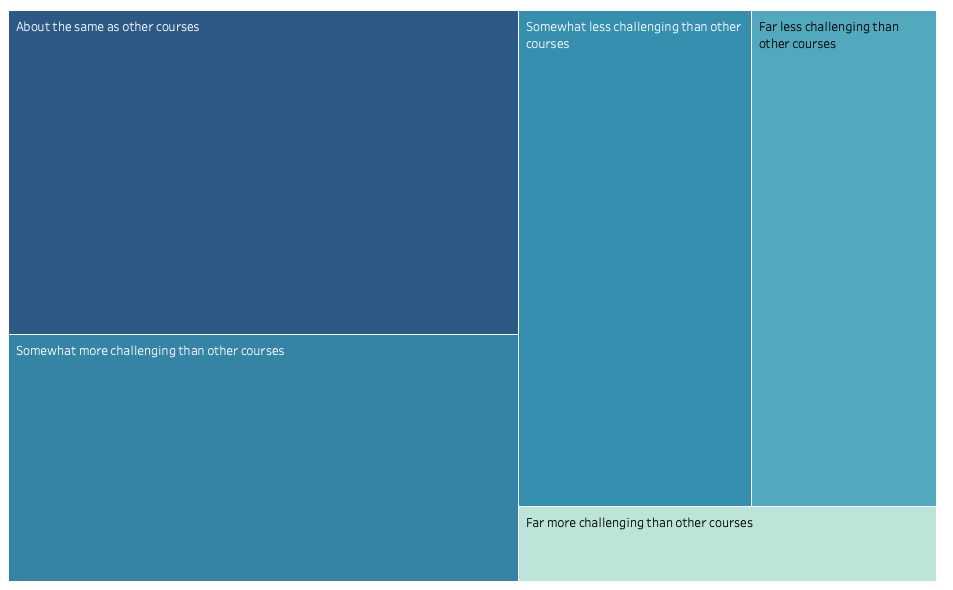 About the same as other courses
Somewhat more challenging than other courses
Somewhat less challenging than other
courses
Far less challenging than
other courses
Far more challenging than other courses